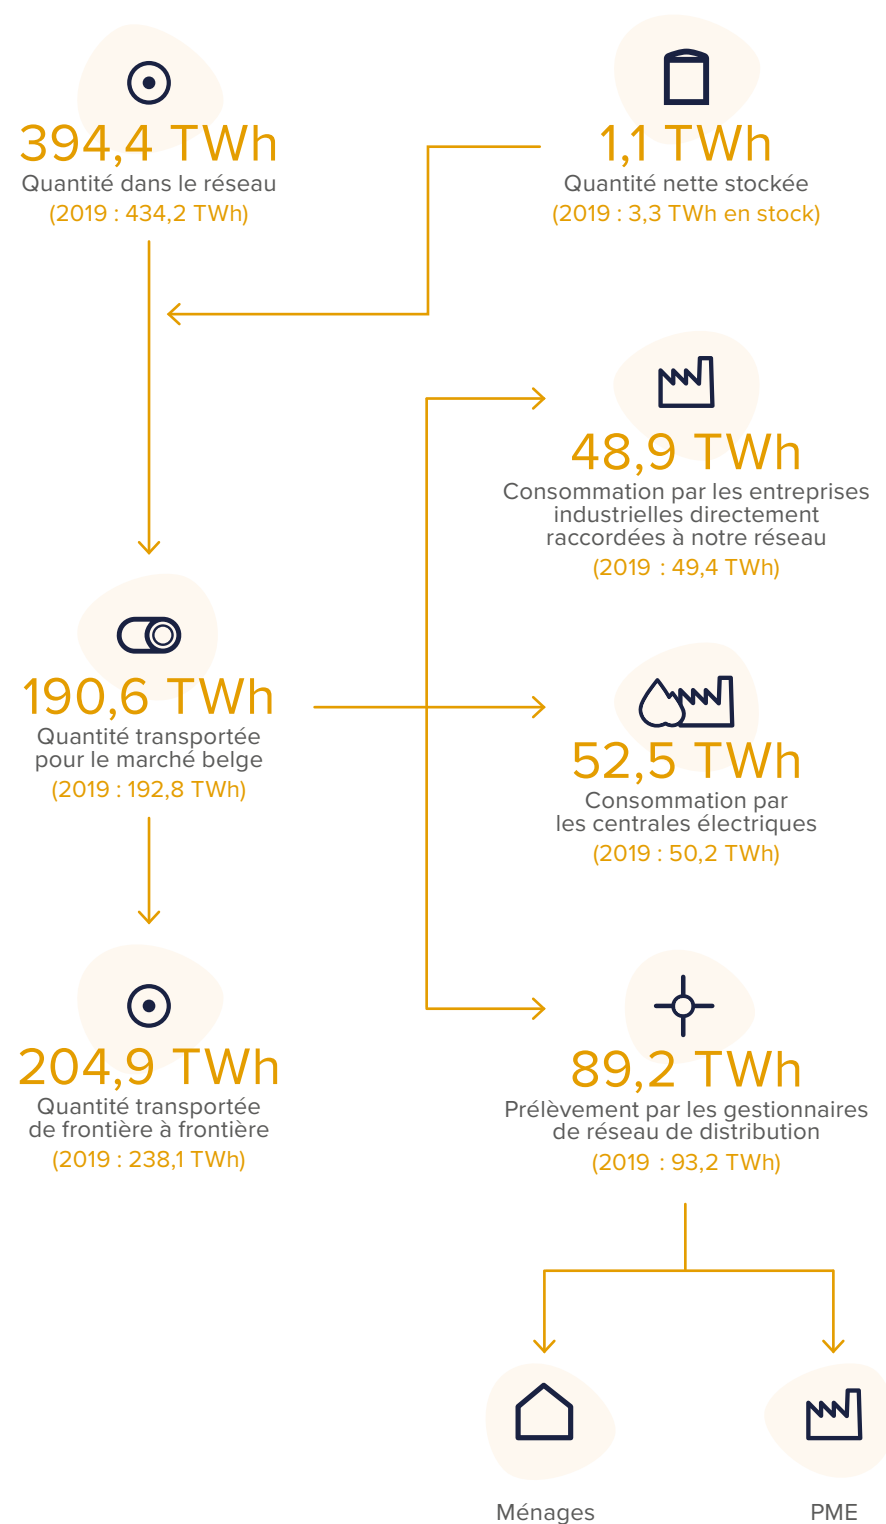 394,4 TWh
Quantité dans le réseau
(2019 : 434,2 TWh)
1,1 TWh
Quantité nette stockée
(2019 : 3,3 TWh en stock)
48,9 TWh
Consommation par les entreprises
industrielles directement
raccordées à notre réseau
(2019 : 49,4 TWh)
190,6 TWh
Quantité transportée
pour le marché belge
(2019 : 192,8 TWh)
52,5 TWh
Consommation par
les centrales électriques
(2019 : 50,2 TWh)
204,9 TWh
Quantité transportée
de frontière à frontière
(2019 : 238,1 TWh)
89,2 TWh
Prélèvement par les gestionnaires
de réseau de distribution
(2019 : 93,2 TWh)
Ménages
PME